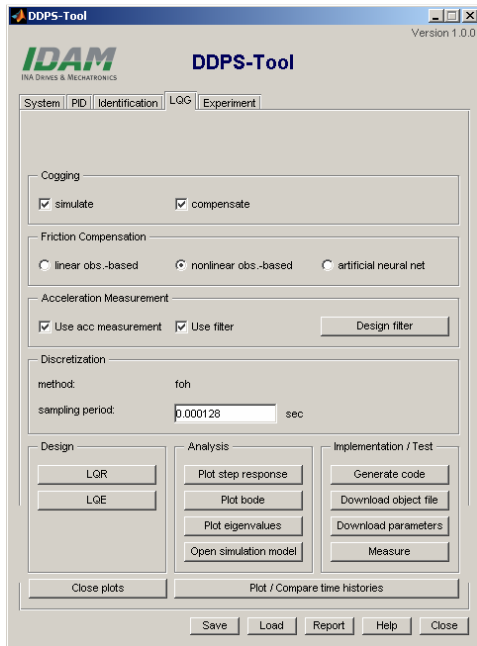 DDPS-Tool
Version 1.0.0
IDAM
INA DRIVES & MECHATRONICS
DDPS-Tool
System PID Identification LQG Experiment
Cogging
simulate compensate
Friction Compensation
linear obs.-based nonlinear obs.-based artificial neural net
Acceleration Measurement
Use acc measurement Use filter Design filter
Discretization
method: foh
sampling period: 0.000128 sec
Design Analysis Implementation / Test
LQR Plot step response Generate code
LQE Plot bode Download object file
Plot eigenvalues Download parameters
Open simulation model Measure
Close plots Plot / Compare time histories
Save Load Report Help Close